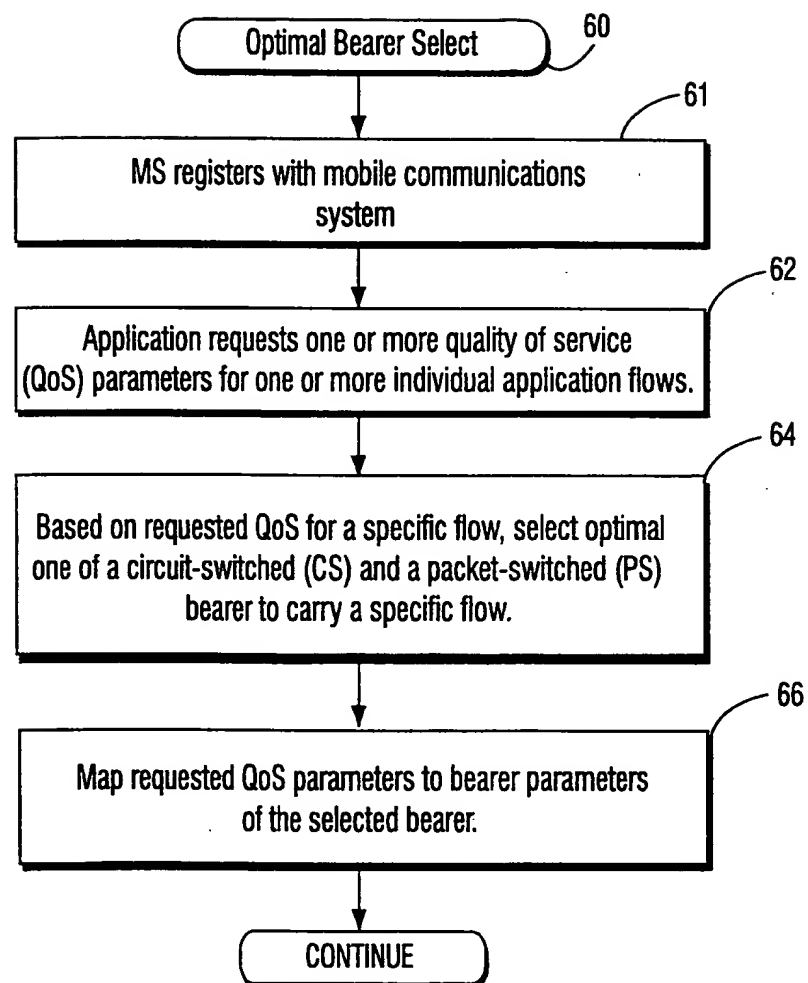 Optimal Bearer Select
60
61
MS registers with mobile communications
system
62
Application requests one or more quality of service
(QoS) parameters for one or more individual application flows.
64
Based on requested QoS for a specific flow, select optimal
one of a circuit-switched (CS) and a packet-switched (PS)
bearer to carry a specific flow.
66
Map requested QoS parameters to bearer parameters
of the selected bearer.
CONTINUE